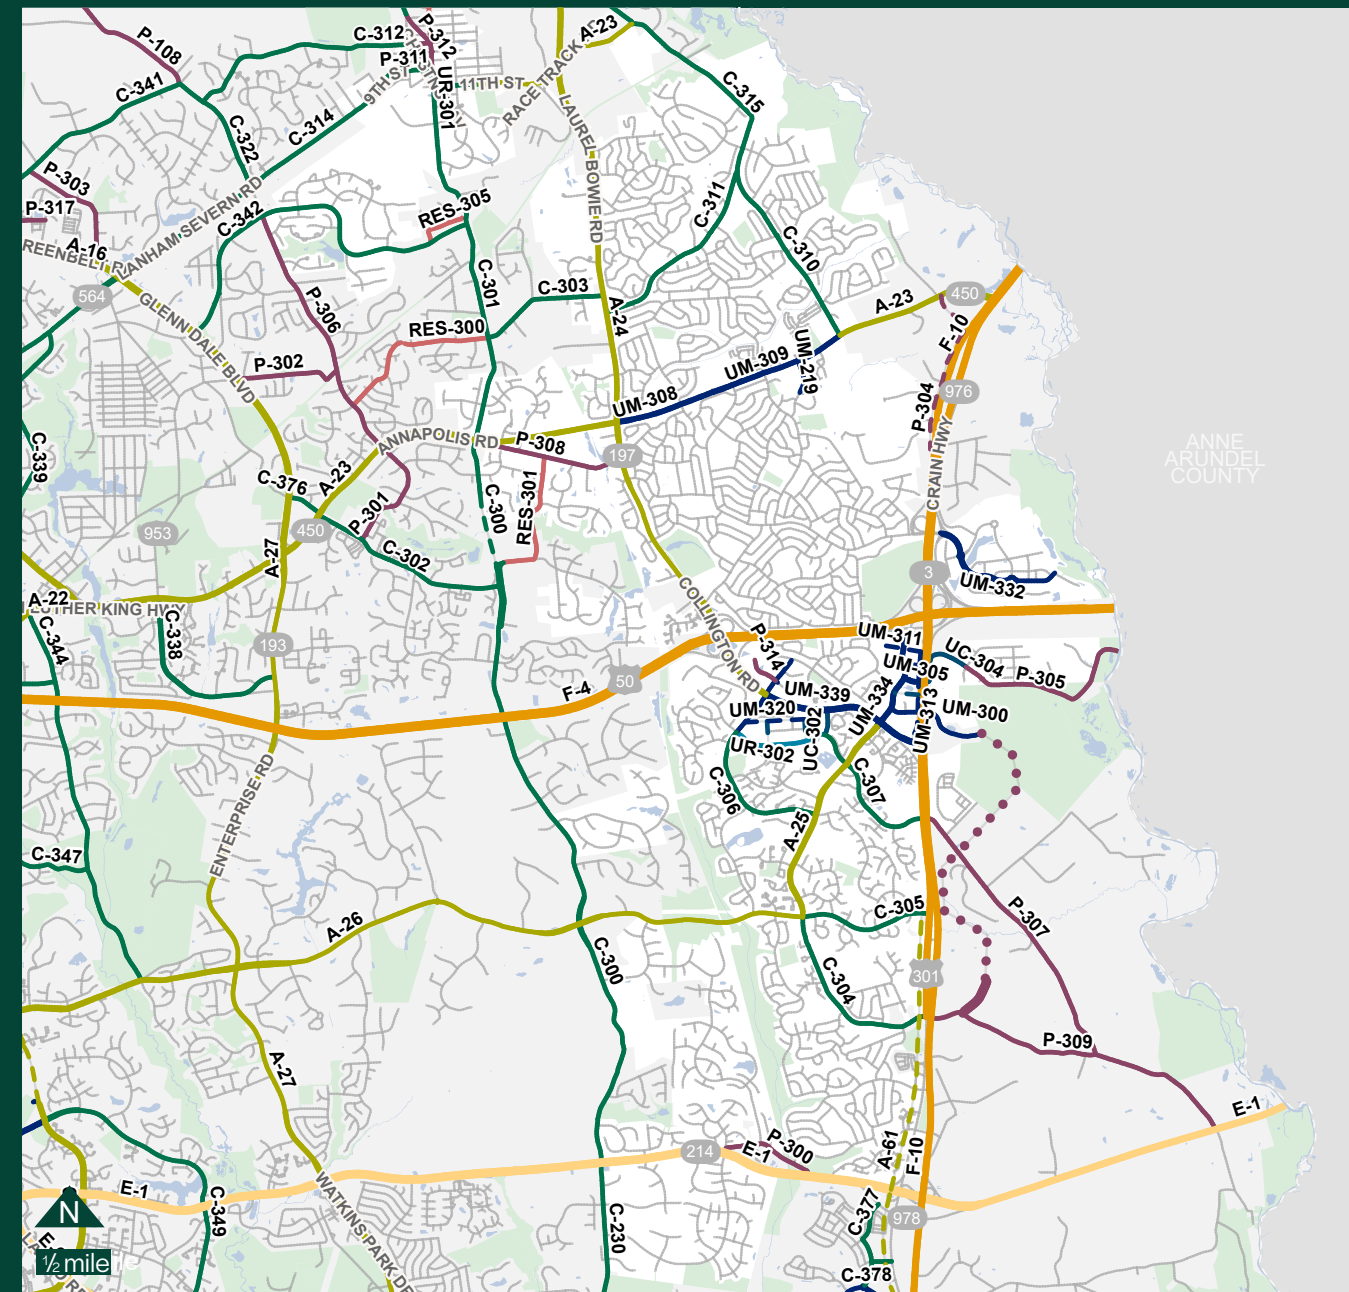 P-108
C-312
P-312
A-23
P-311
9TH ST
11TH ST
RACE TRACK
UR-301
C-341
C-314
C-315
C-322
LAUREL BOWIE RD
P-303
P-317
A-16
LANHAM SEVERN RD
C-342
RES-305
C-311
C-310
564
GLENN DALE BLVD
P-306
C-301
C-303
A-24
A-23
450
RES-300
F-10
P-302
UM-309
UM-219
UM-308
976
P-304
CRAIN HWY
ANNE
ARUNDEL
COUNTY
C-339
ANNAPOLIS RD
P-308
197
C-376
A-23
P-301
C-300
RES-301
953
450
C-302
A-27
3
UM-332
A-22
LUTHER KING HWY
C-344
C-338
193
COLLINGTON RD
P-314
UM-311
UC-304
UM-305
P-305
F-4
50
UM-339
UM-334
UM-313
UM-300
UM-320
UC-302
UR-302
C-306
C-307
ENTERPRISE RD
A-25
C-347
A-26
C-305
P-307
C-300
C-304
301
P-309
A-27
E-1
214
E-1
P-300
A-61
F-10
E-1
C-349
WATKINS PARK DR
C-230
C-377
978
C-378
N
½ mile